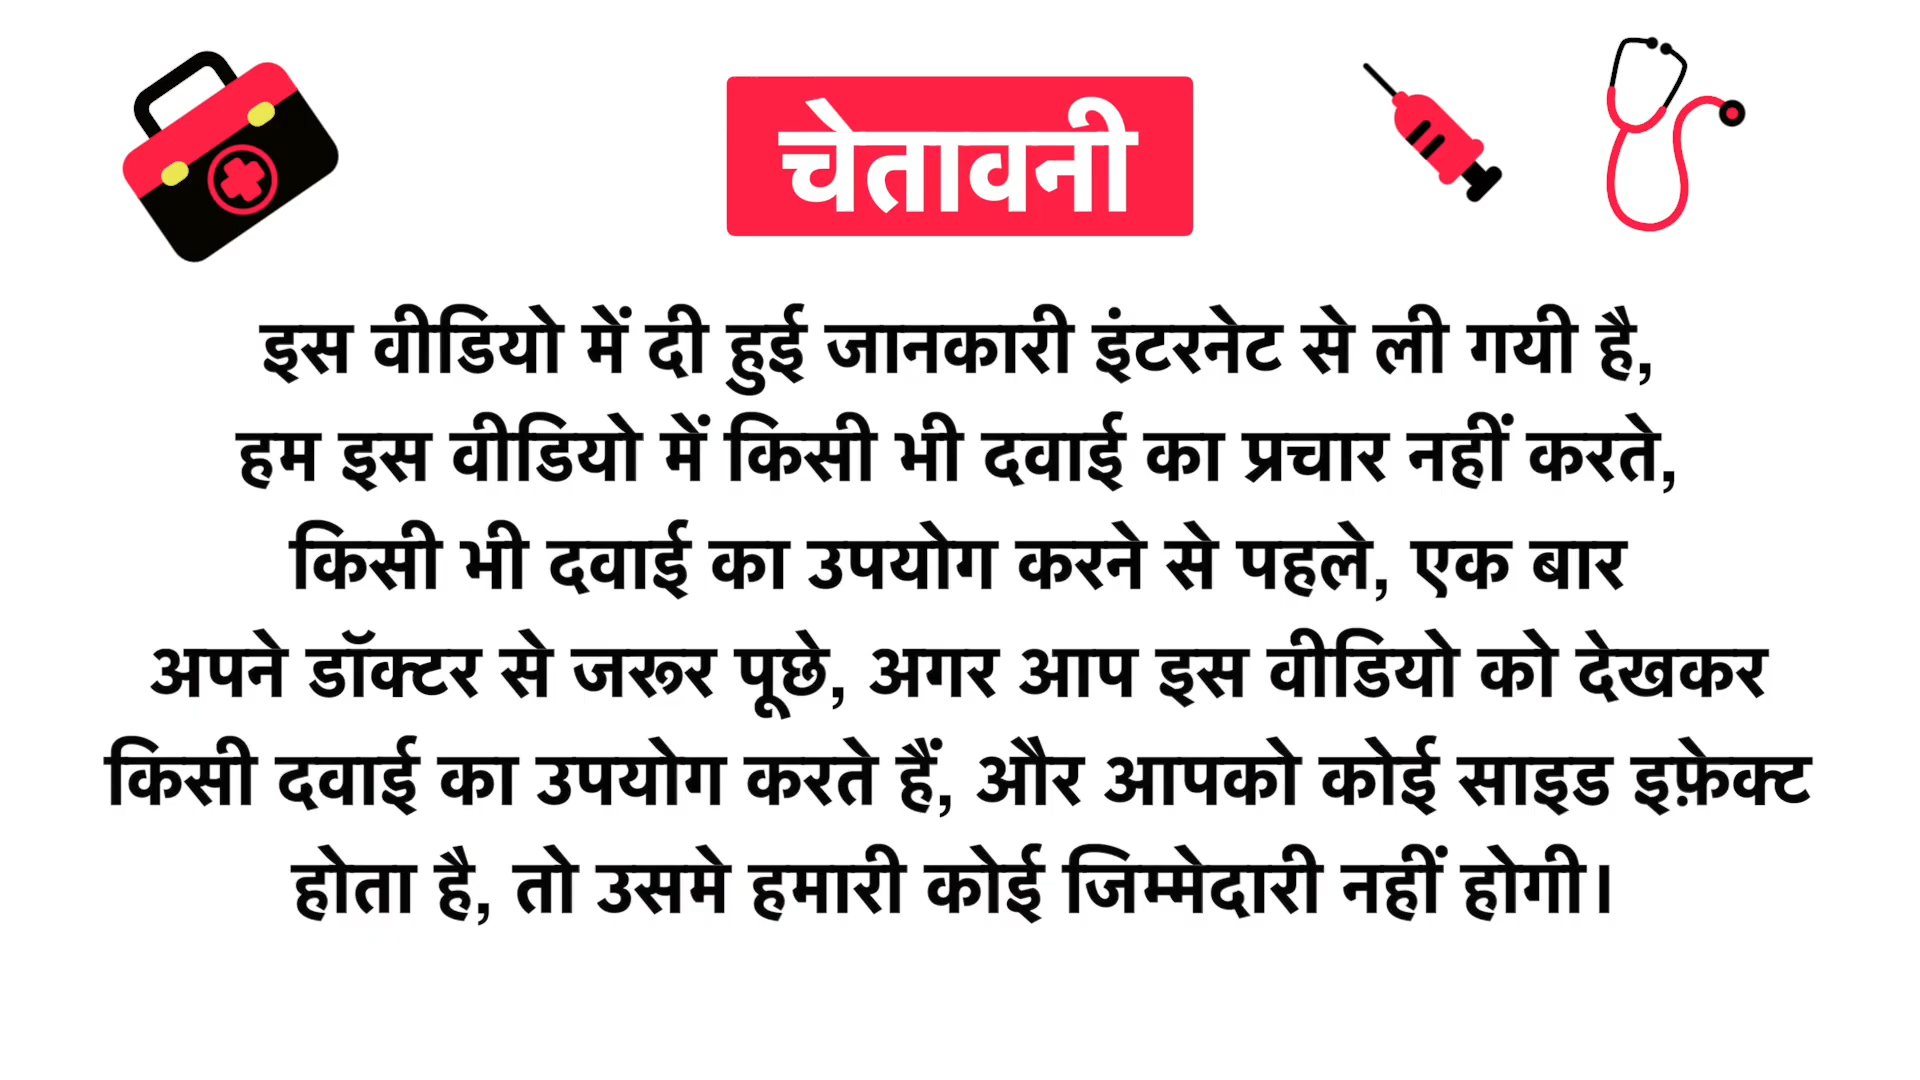 चेतावनी
इस वीडियो में दी हुई जानकारी इंटरनेट से ली गयी है,
हम इस वीडियो में किसी भी दवाई का प्रचार नहीं करते,
किसी भी दवाई का उपयोग करने से पहले, एक बार
अपने डॉक्टर से जरूर पूछे, अगर आप इस वीडियो को देखकर
किसी दवाई का उपयोग करते हैं, और आपको कोई साइड इफ़ेक्ट
होता है, तो उसमे हमारी कोई जिम्मेदारी नहीं होगी।